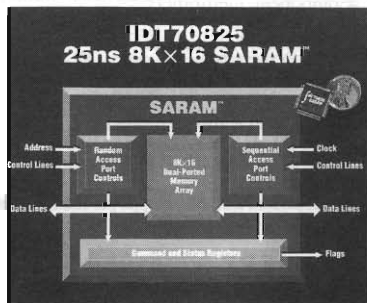 IDT70825
25ns 8K×16 SARAM™
SARAM™
Address
Control Lines
Data Lines
Random
Access
Port
Controls
8K×16
Dual-Ported
Memory
Array
Sequential
Access
Port
Controls
Clock
Control Lines
Data Lines
Command and Status Registers
Flags